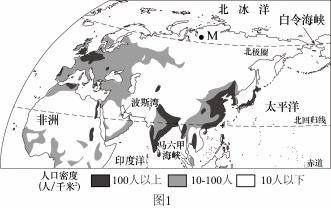 北冰洋
白令海峡
M
北极圈
波斯湾
太平洋
非洲
北回归线
马六甲
海峡
印度洋
赤道
人口密度
(人/千米²)
100人以上
10-100人
10人以下
图1